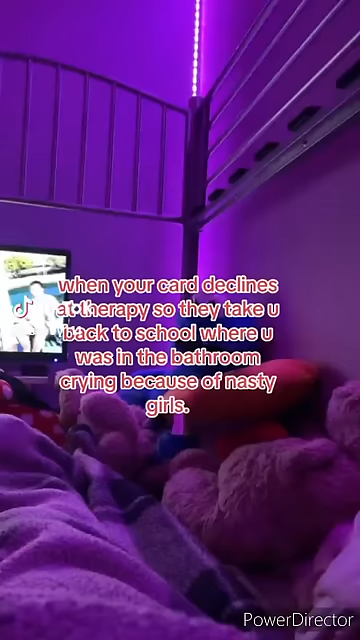 when your card declines
at therapy so they take u
back to school where u
was in the bathroom
crying because of nasty
girls.
PowerDirector